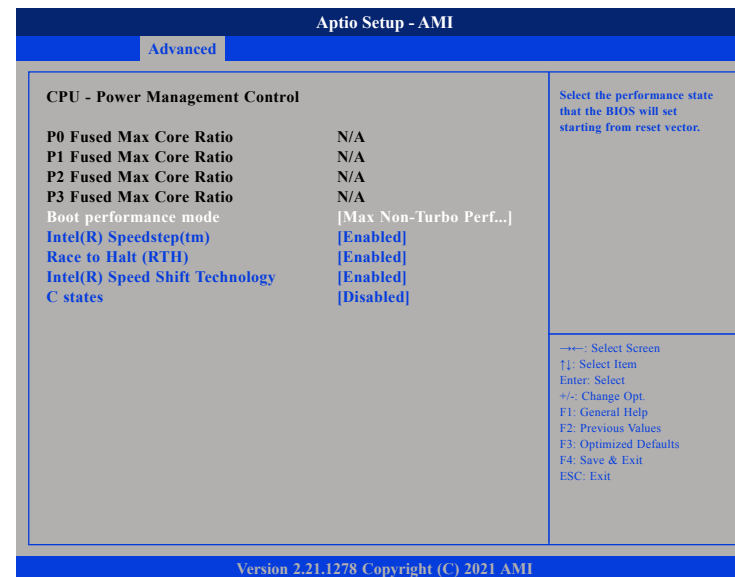 Aptio Setup - AMI
Advanced
CPU - Power Management Control
P0 Fused Max Core Ratio N/A
P1 Fused Max Core Ratio N/A
P2 Fused Max Core Ratio N/A
P3 Fused Max Core Ratio N/A
Boot performance mode [Max Non-Turbo Perf...]
Intel(R) Speedstep(tm) [Enabled]
Race to Halt (RTH) [Enabled]
Intel(R) Speed Shift Technology [Enabled]
C states [Disabled]
Select the performance state
that the BIOS will set
starting from reset vector.
→←: Select Screen
↑↓: Select Item
Enter: Select
+/-: Change Opt.
F1: General Help
F2: Previous Values
F3: Optimized Defaults
F4: Save & Exit
ESC: Exit
Version 2.21.1278 Copyright (C) 2021 AMI